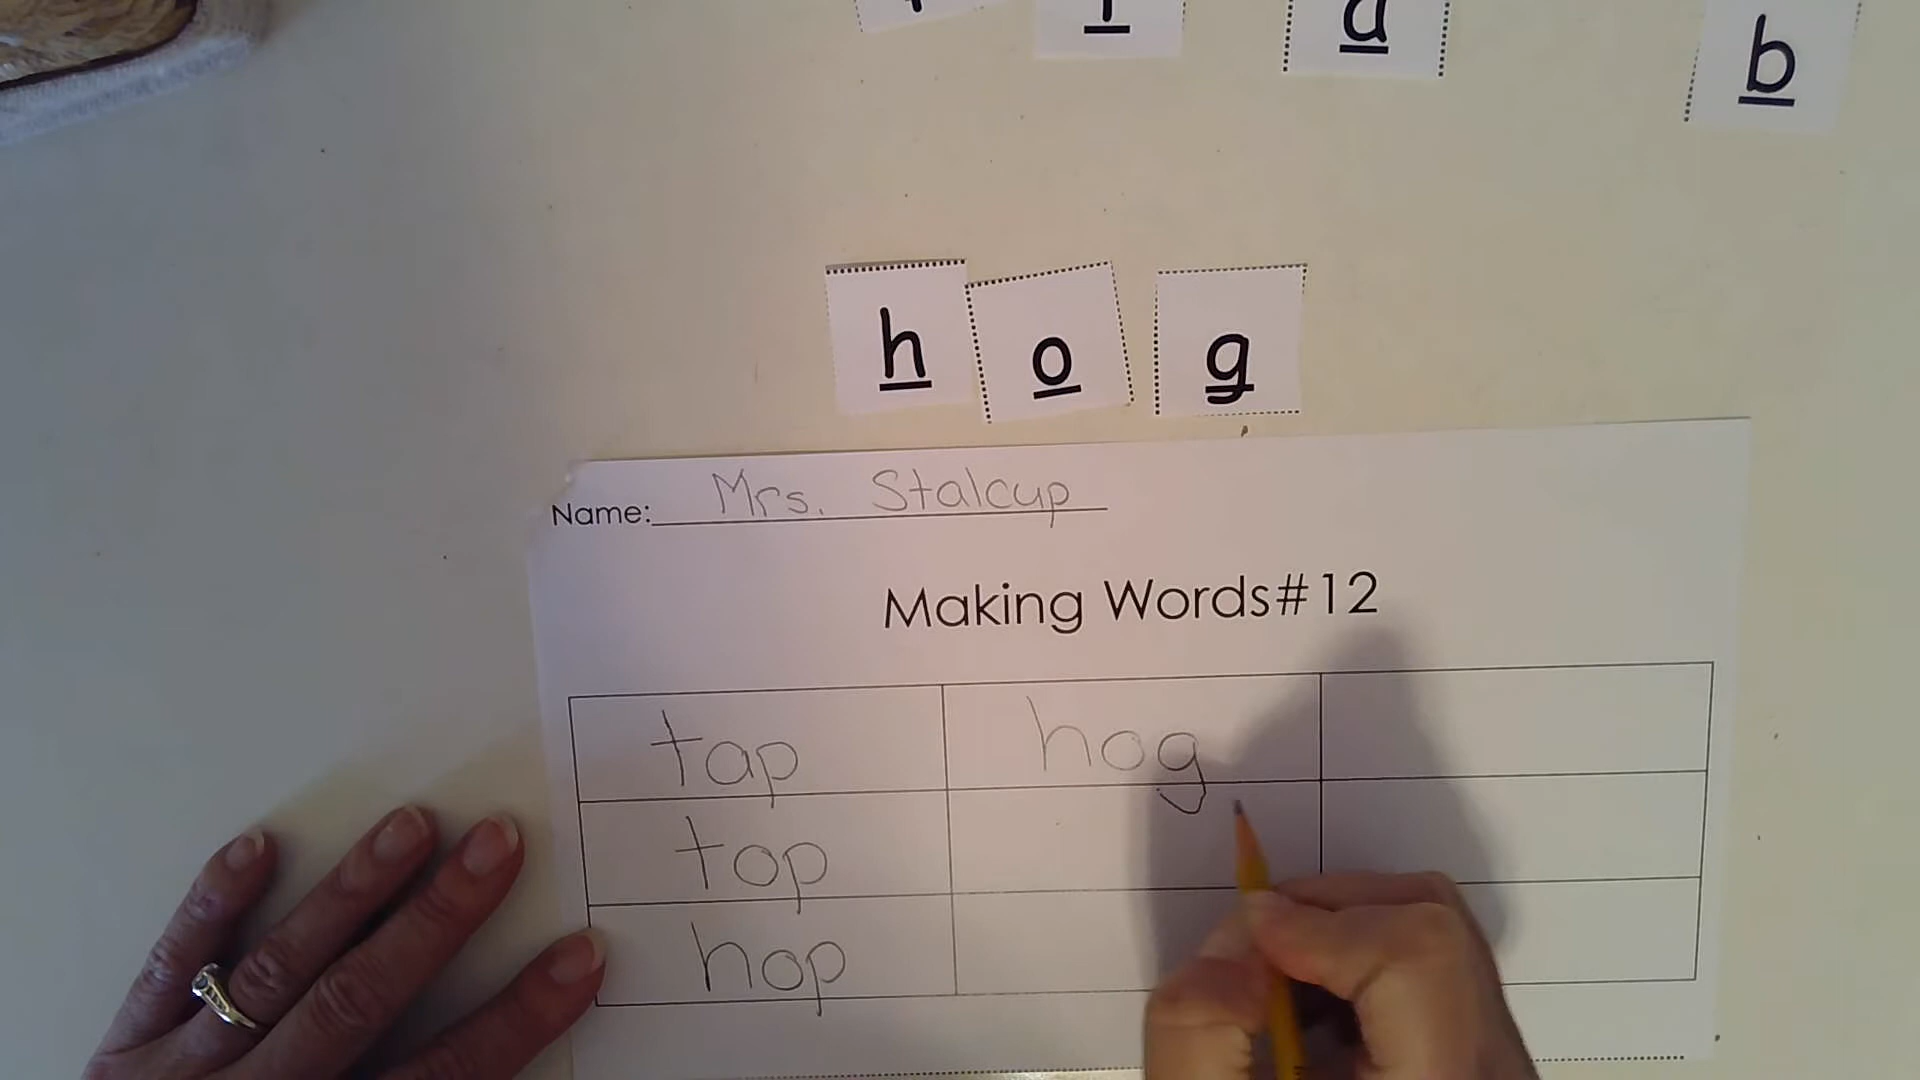 b
h o g
Name: Mrs. Stalcup
Making Words#12
tap hog
top
hop